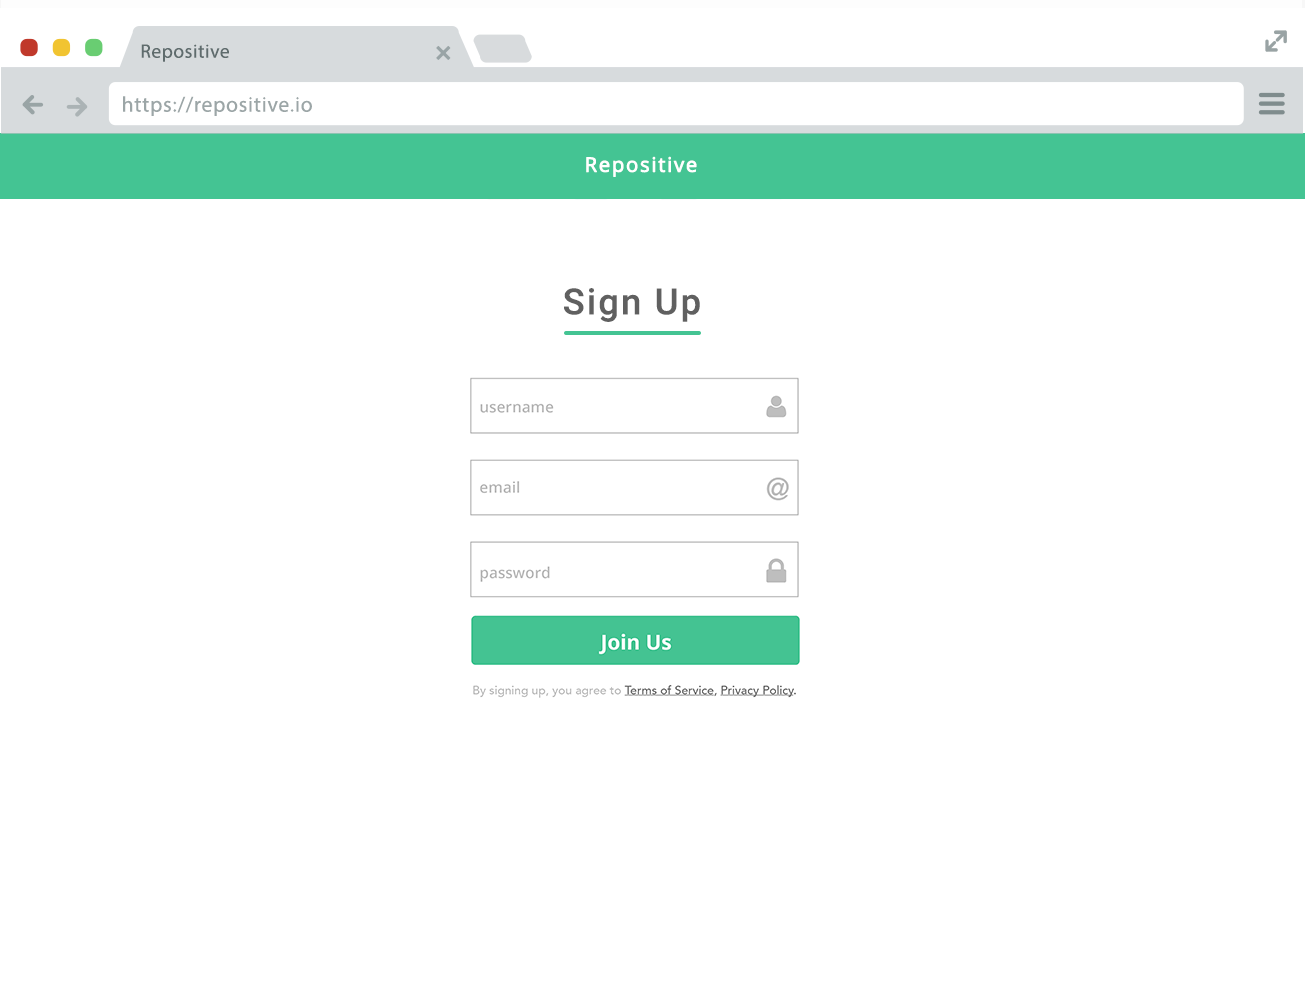 Repositive
https://repositive.io
Repositive
Sign Up
username
email
@
password
Join Us
By signing up, you agree to Terms of Service, Privacy Policy.